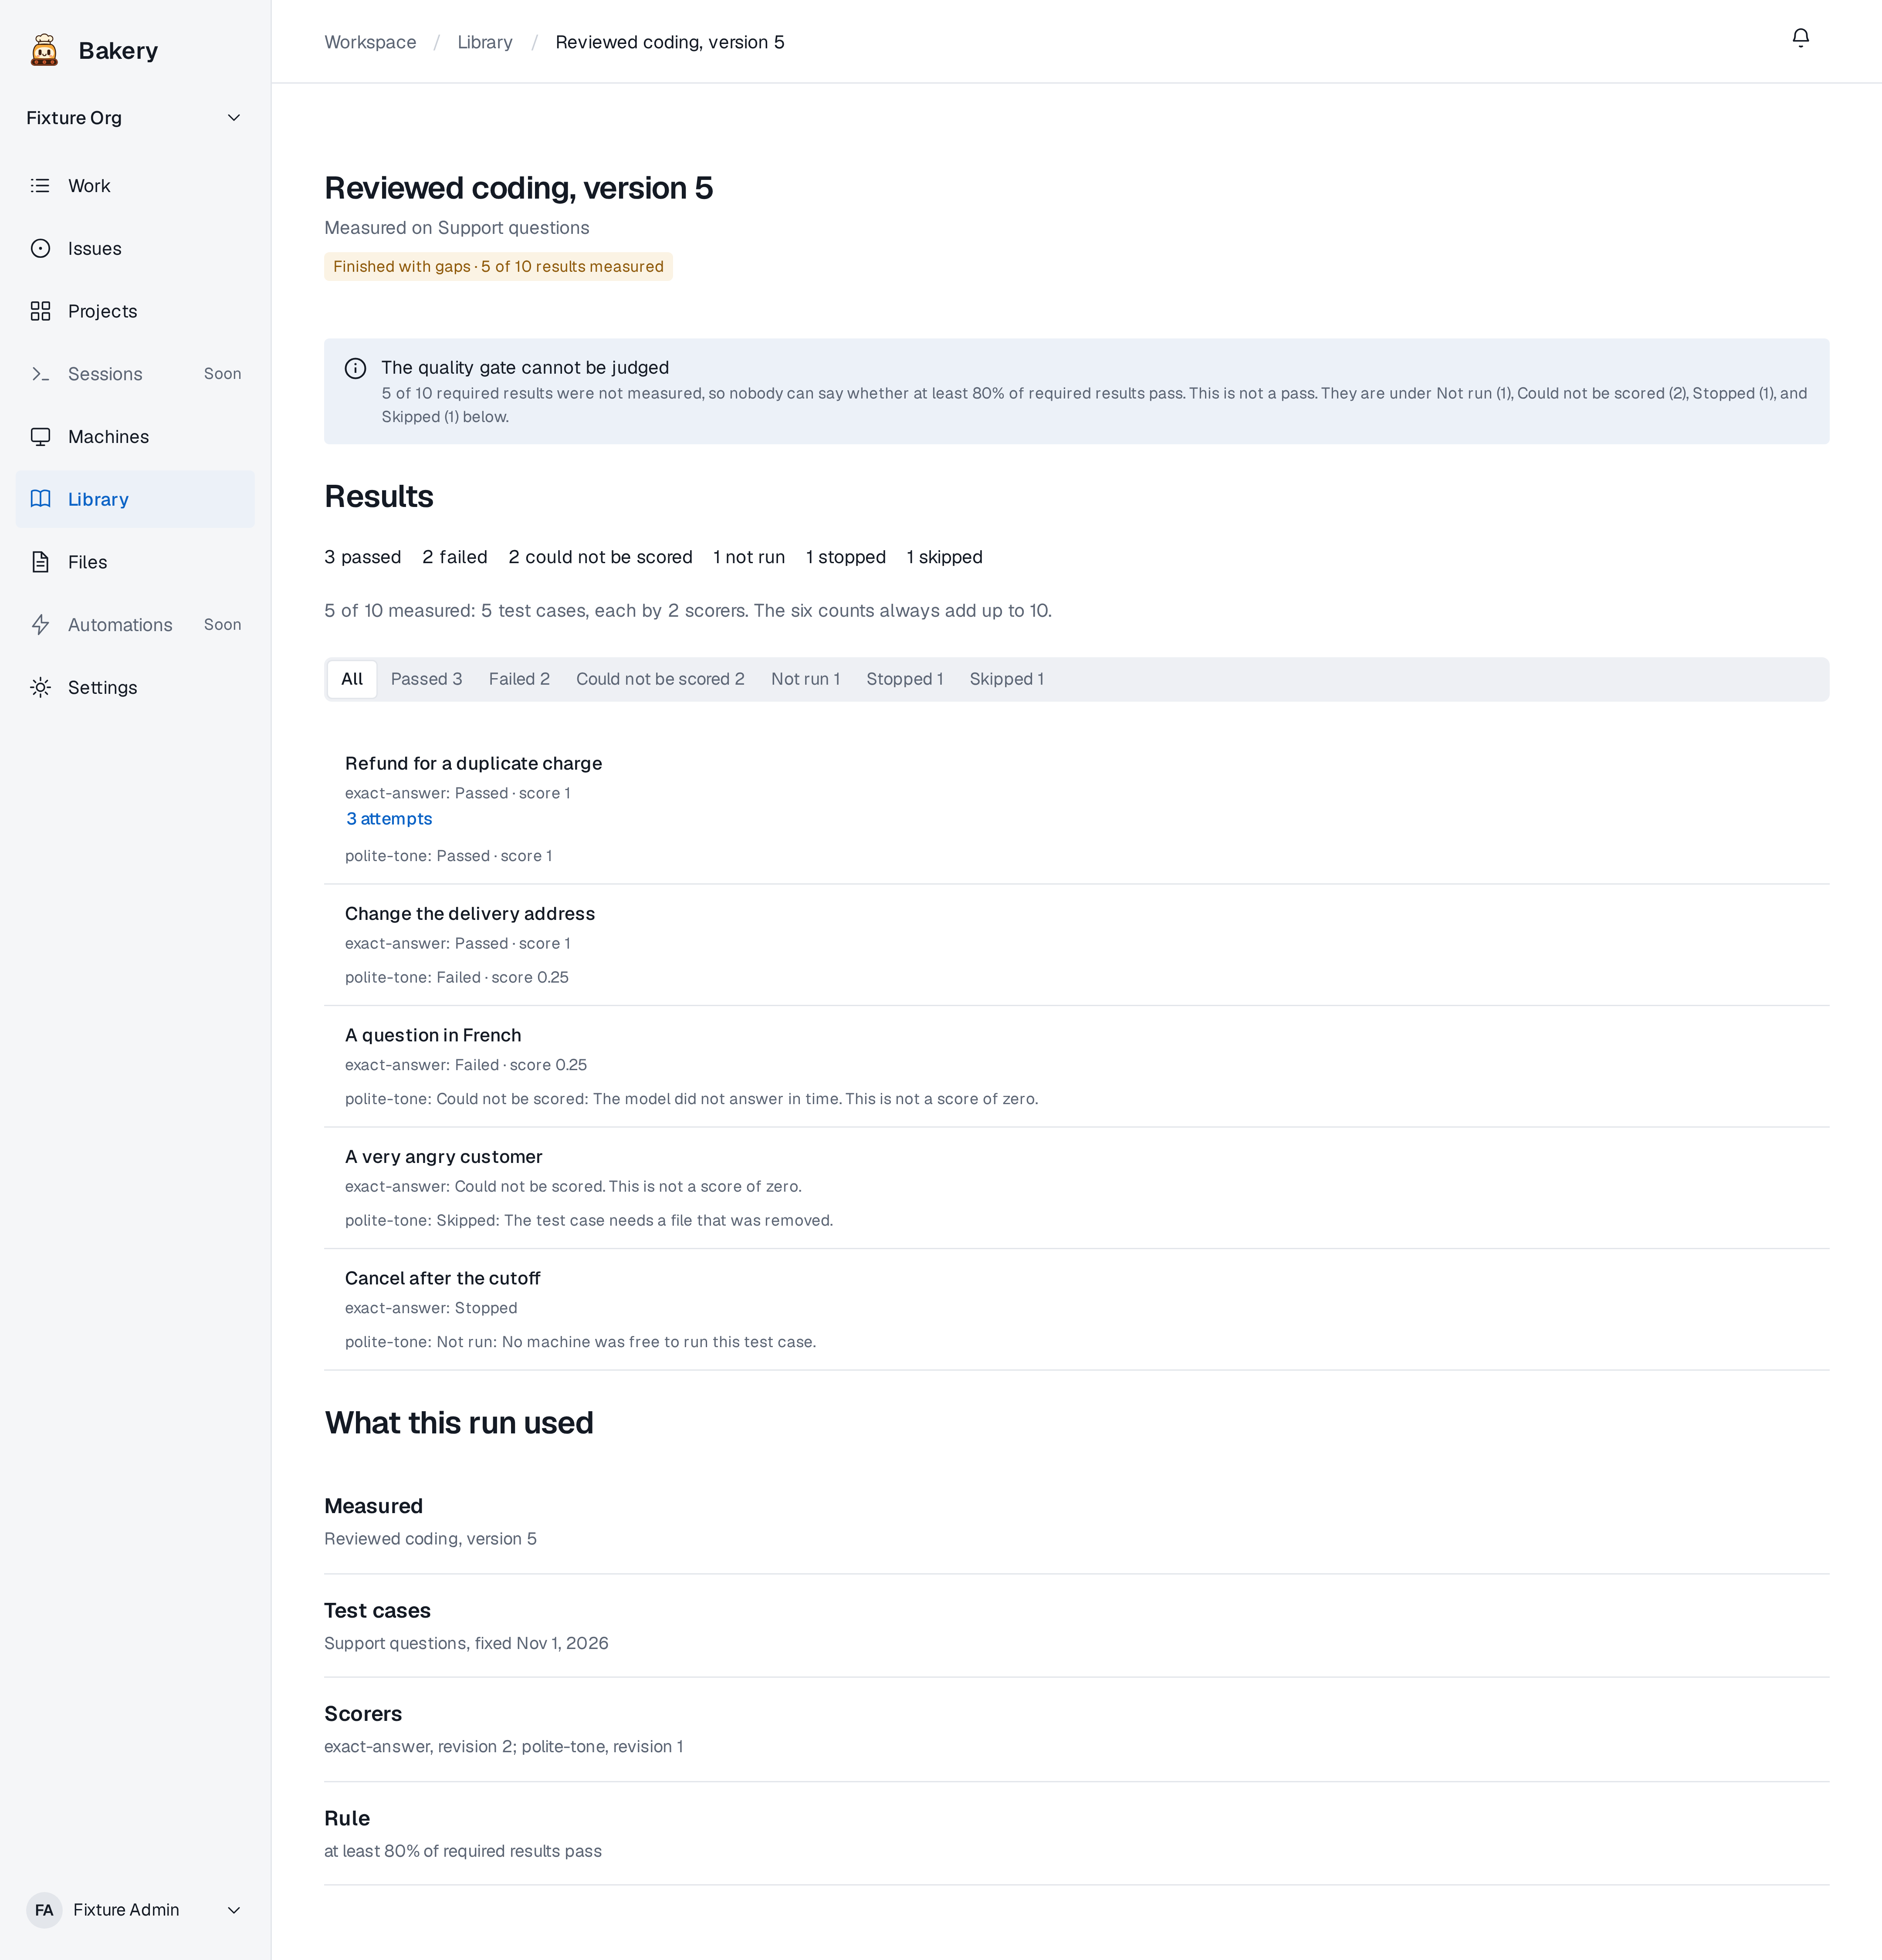 Bakery
Fixture Org
Work
Issues
Projects
Sessions Soon
Machines
Library
Files
Automations Soon
Settings
FA Fixture Admin
Workspace / Library / Reviewed coding, version 5
Reviewed coding, version 5
Measured on Support questions
Finished with gaps · 5 of 10 results measured
The quality gate cannot be judged
5 of 10 required results were not measured, so nobody can say whether at least 80% of required results pass. This is not a pass. They are under Not run (1), Could not be scored (2), Stopped (1), and
Skipped (1) below.
Results
3 passed 2 failed 2 could not be scored 1 not run 1 stopped 1 skipped
5 of 10 measured: 5 test cases, each by 2 scorers. The six counts always add up to 10.
All Passed 3 Failed 2 Could not be scored 2 Not run 1 Stopped 1 Skipped 1
Refund for a duplicate charge
exact-answer: Passed · score 1
3 attempts
polite-tone: Passed · score 1
Change the delivery address
exact-answer: Passed · score 1
polite-tone: Failed · score 0.25
A question in French
exact-answer: Failed · score 0.25
polite-tone: Could not be scored: The model did not answer in time. This is not a score of zero.
A very angry customer
exact-answer: Could not be scored. This is not a score of zero.
polite-tone: Skipped: The test case needs a file that was removed.
Cancel after the cutoff
exact-answer: Stopped
polite-tone: Not run: No machine was free to run this test case.
What this run used
Measured
Reviewed coding, version 5
Test cases
Support questions, fixed Nov 1, 2026
Scorers
exact-answer, revision 2; polite-tone, revision 1
Rule
at least 80% of required results pass